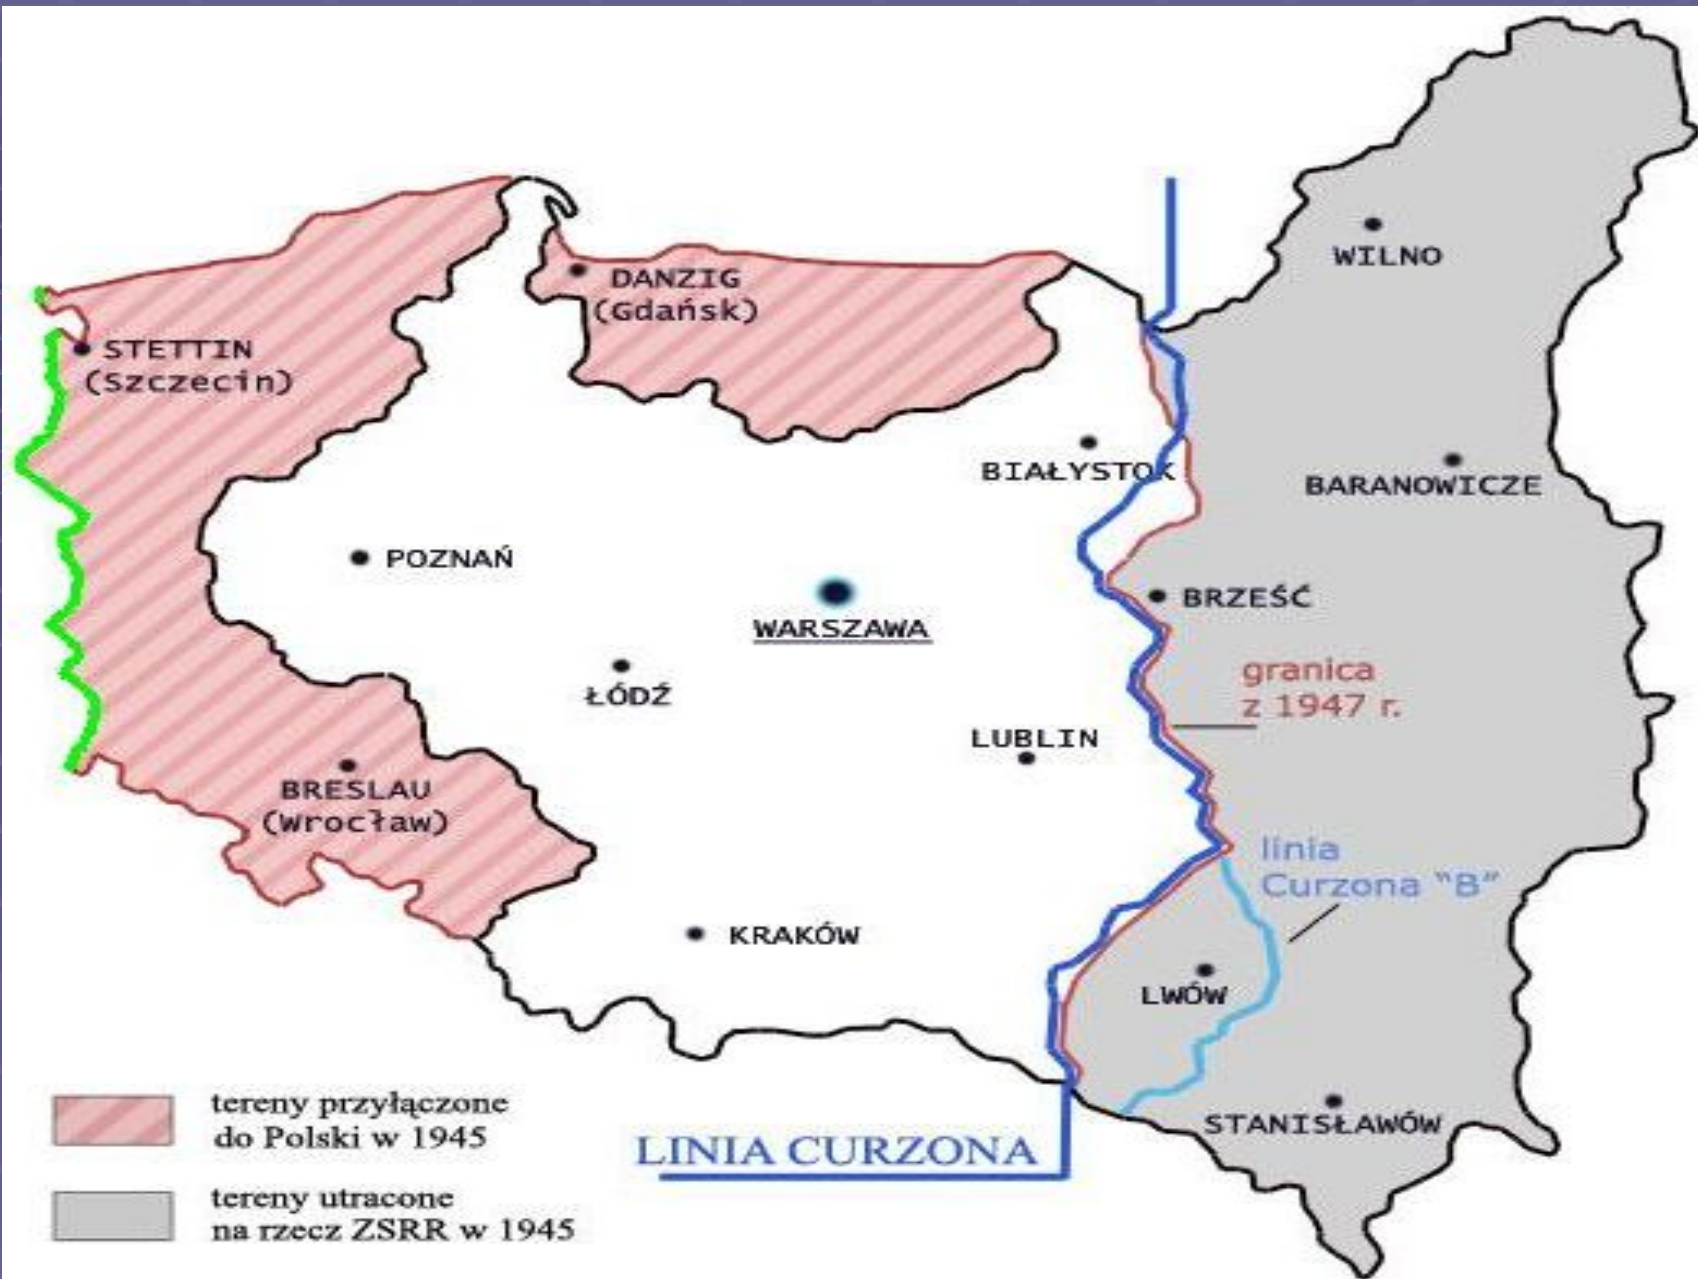 WILNO
DANZIG
(Gdańsk)
STETTIN
(Szczecin)
BIAŁYSTOK
BARANOWICZE
POZNAŃ
BRZEŚĆ
WARSZAWA
granica
z 1947 r.
ŁÓDŹ
LUBLIN
BRESLAU
(Wrocław)
linia
Curzona "B"
KRAKÓW
LWÓW
STANISŁAWÓW
tereny przyłączone
do Polski w 1945
LINIA CURZONA
tereny utracone
na rzecz ZSRR w 1945